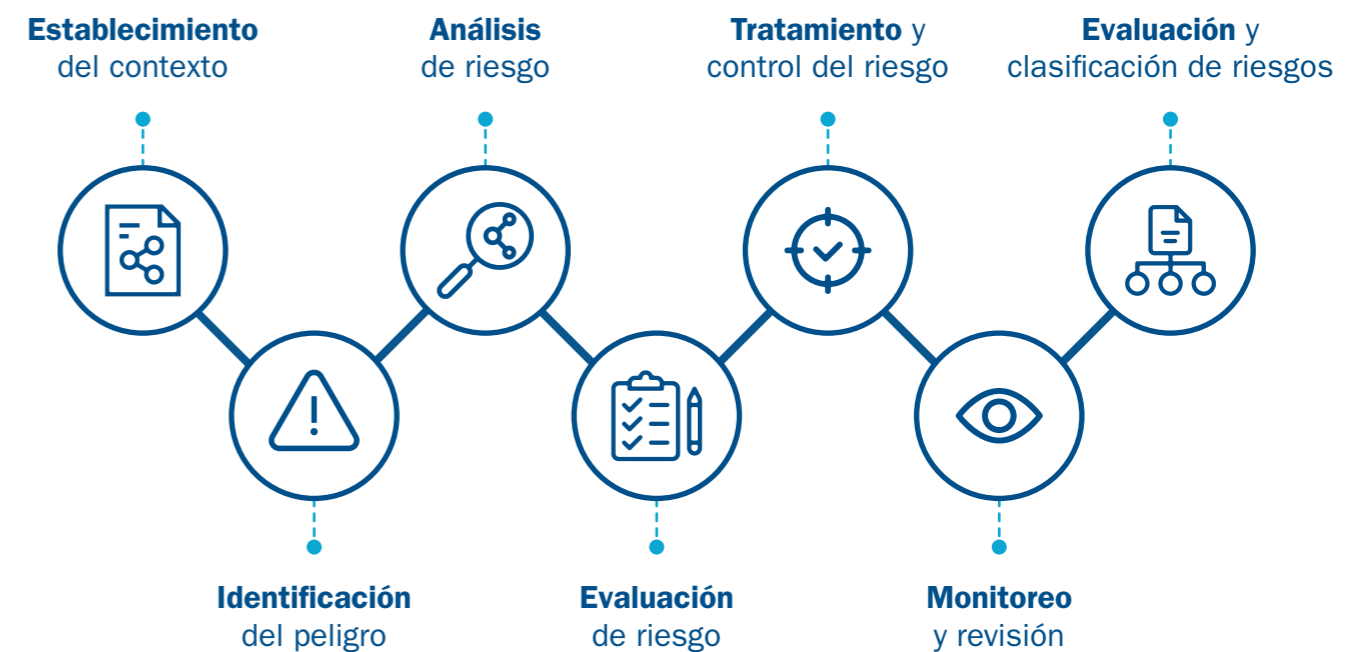 Establecimiento
del contexto
Análisis
de riesgo
Tratamiento y
control del riesgo
Evaluación y
clasificación de riesgos
Identificación
del peligro
Evaluación
de riesgo
Monitoreo
y revisión